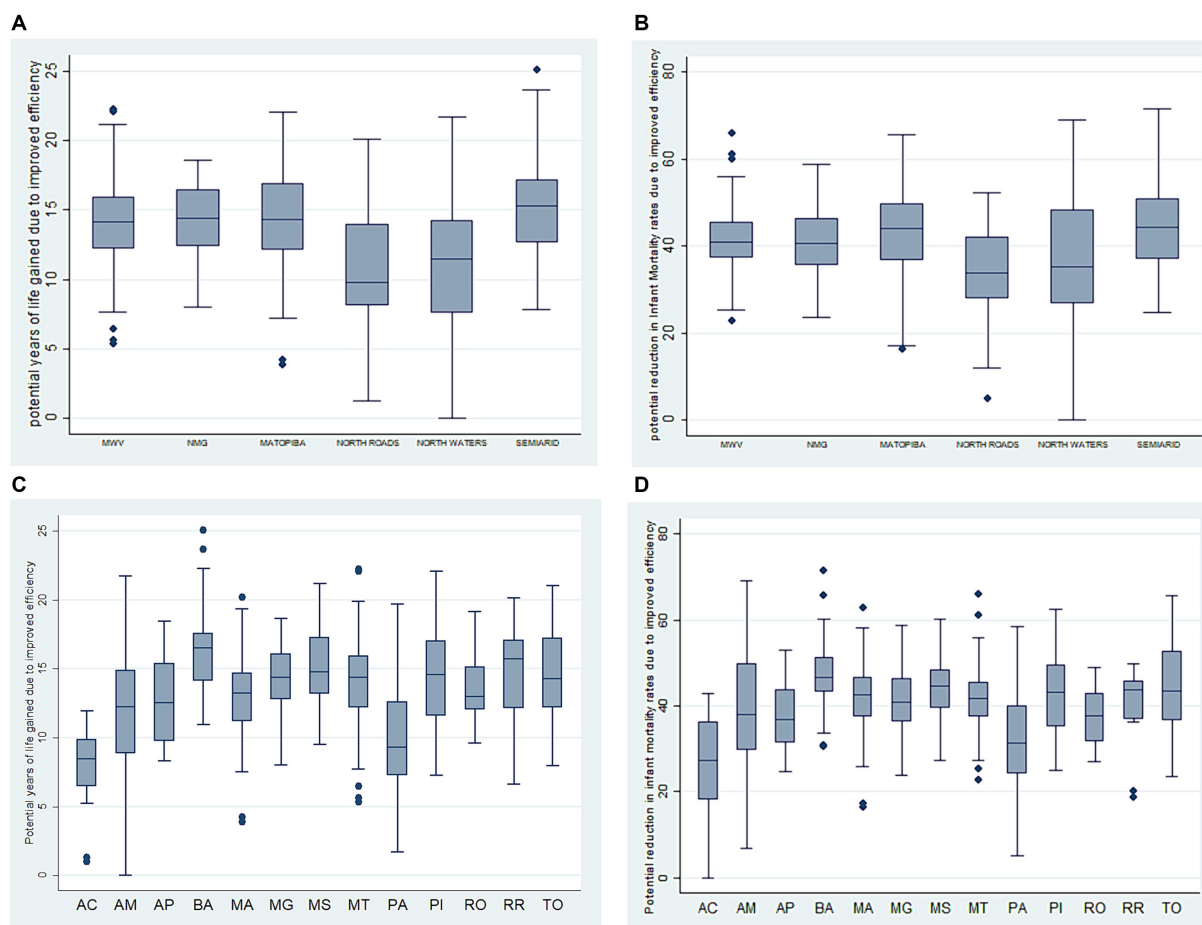 A
potential years of life gained due to improved efficiency
25
20
15
10
5
0
MWV NMG MATOPIBA NORTH ROADS NORTH WATERS SEMIARID
B
potential reduction in Infant Mortality rates due to improved efficiency
80
60
40
20
0
MWV NMG MATOPIBA NORTH ROADS NORTH WATERS SEMIARID
C
Potential years of life gained due to improved efficiency
25
20
15
10
5
0
AC AM AP BA MA MG MS MT PA PI RO RR TO
D
Potential reduction in infant mortality rates due to improved efficiency
80
60
40
20
0
AC AM AP BA MA MG MS MT PA PI RO RR TO